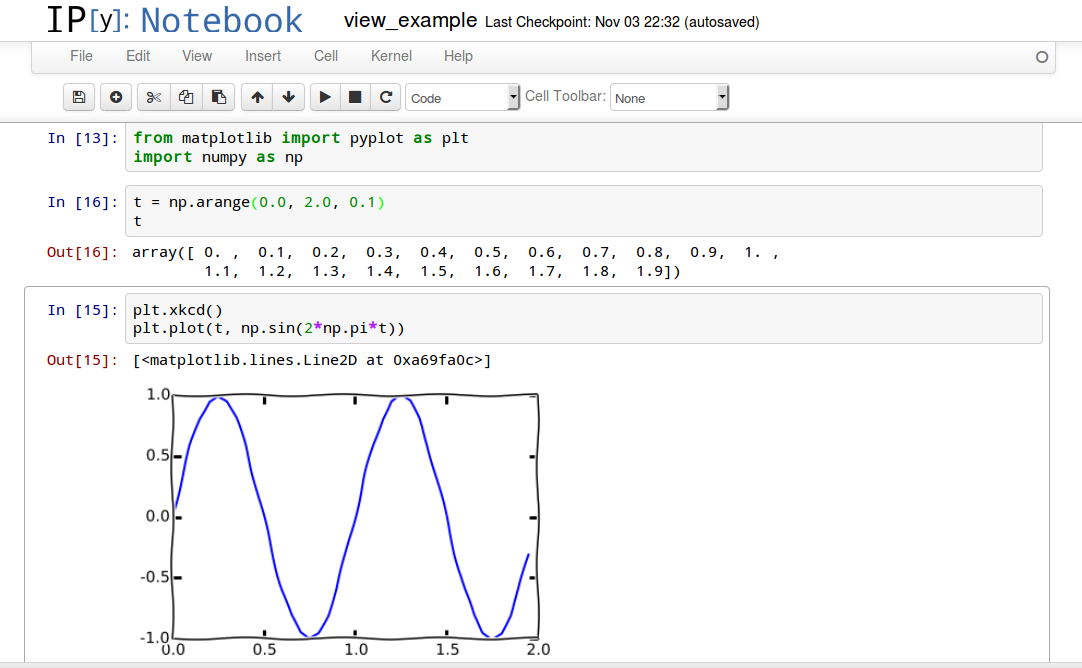 IP[y]: Notebook view_example Last Checkpoint: Nov 03 22:32 (autosaved)
File Edit View Insert Cell Kernel Help
Code Cell Toolbar: None
In [13]: from matplotlib import pyplot as plt
import numpy as np
In [16]: t = np.arange(0.0, 2.0, 0.1)
t
Out[16]: array([ 0. , 0.1, 0.2, 0.3, 0.4, 0.5, 0.6, 0.7, 0.8, 0.9, 1. ,
1.1, 1.2, 1.3, 1.4, 1.5, 1.6, 1.7, 1.8, 1.9])
In [15]: plt.xkcd()
plt.plot(t, np.sin(2*np.pi*t))
Out[15]: [<matplotlib.lines.Line2D at 0xa69fa0c>]
1.0
0.5
0.0
-0.5
-1.0
0.0 0.5 1.0 1.5 2.0